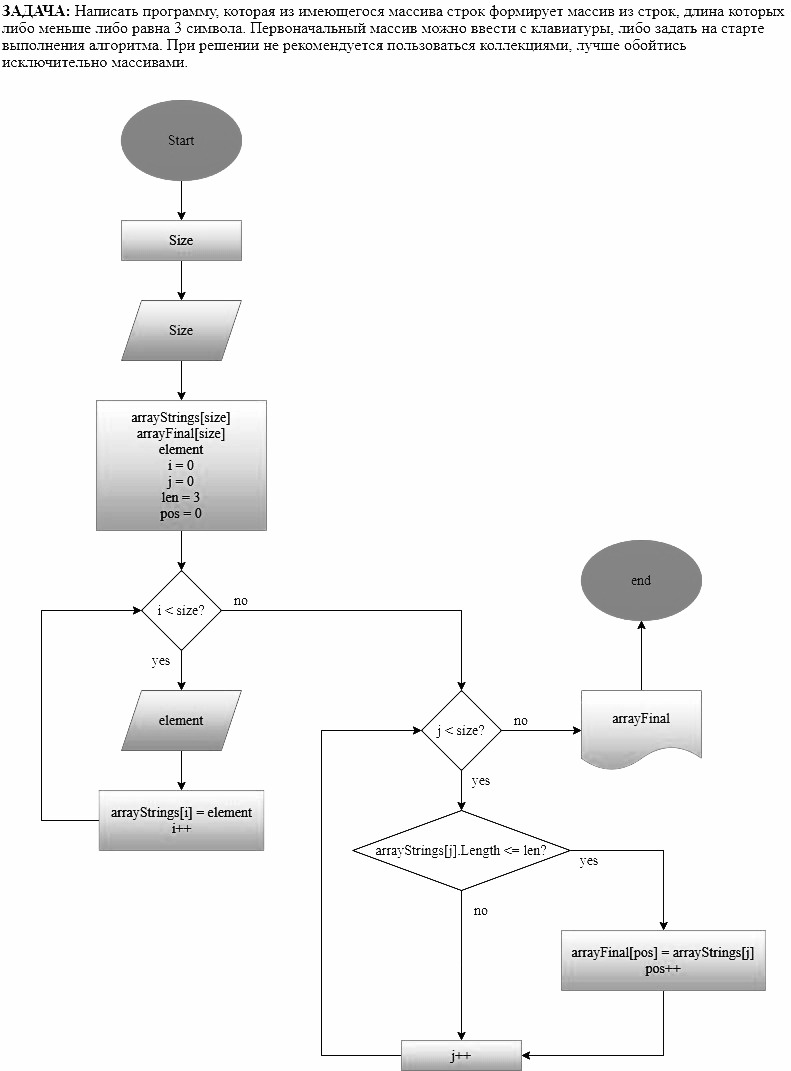 ЗАДАЧА: Написать программу, которая из имеющегося массива строк формирует массив из строк, длина которых
либо меньше либо равна 3 символа. Первоначальный массив можно ввести с клавиатуры, либо задать на старте
выполнения алгоритма. При решении не рекомендуется пользоваться коллекциями, лучше обойтись
исключительно массивами.
Start
Size
Size
arrayStrings[size]
arrayFinal[size]
element
i = 0
j = 0
len = 3
pos = 0
i < size?
no
yes
element
arrayStrings[i] = element
i++
end
arrayFinal
j < size?
no
yes
arrayStrings[j].Length <= len?
yes
no
arrayFinal[pos] = arrayStrings[j]
pos++
j++